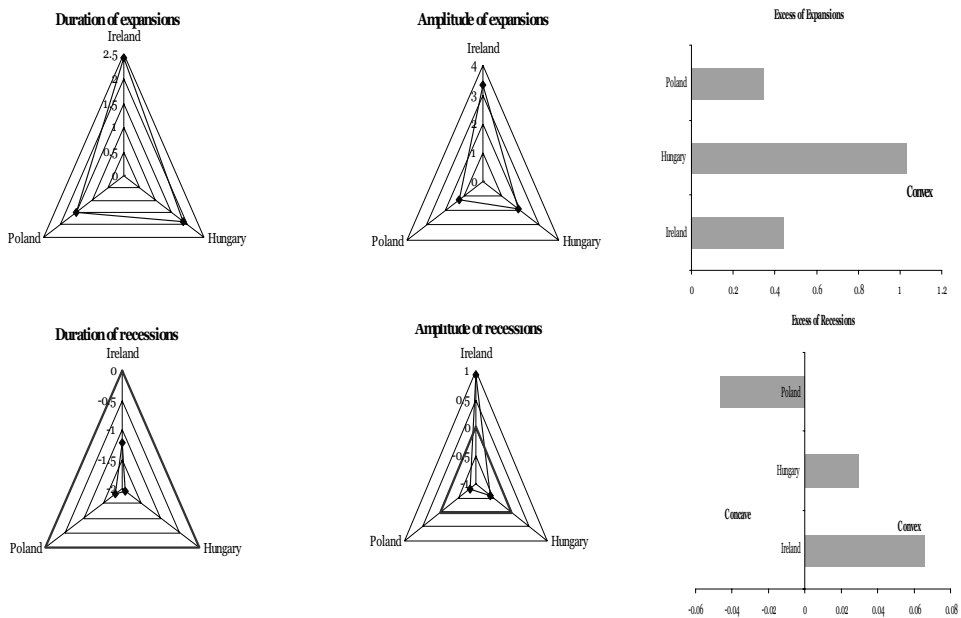 Duration of expansions
Ireland
2.5
2
1.5
1
0.5
0
Poland
Hungary
Amplitude of expansions
Ireland
4
3
2
1
0
Poland
Hungary
Excess of Expansions
Poland
Hungary
Convex
Ireland
0 0.2 0.4 0.6 0.8 1 1.2
Duration of recessions
Ireland
0
-0.5
-1
-1.5
-2
Poland
Hungary
Amplitude of recessions
Ireland
1
0.5
0
-0.5
-1
Poland
Hungary
Excess of Recessions
Poland
Hungary
Concave
Convex
Ireland
-0.06 -0.04 -0.02 0 0.02 0.04 0.06 0.08